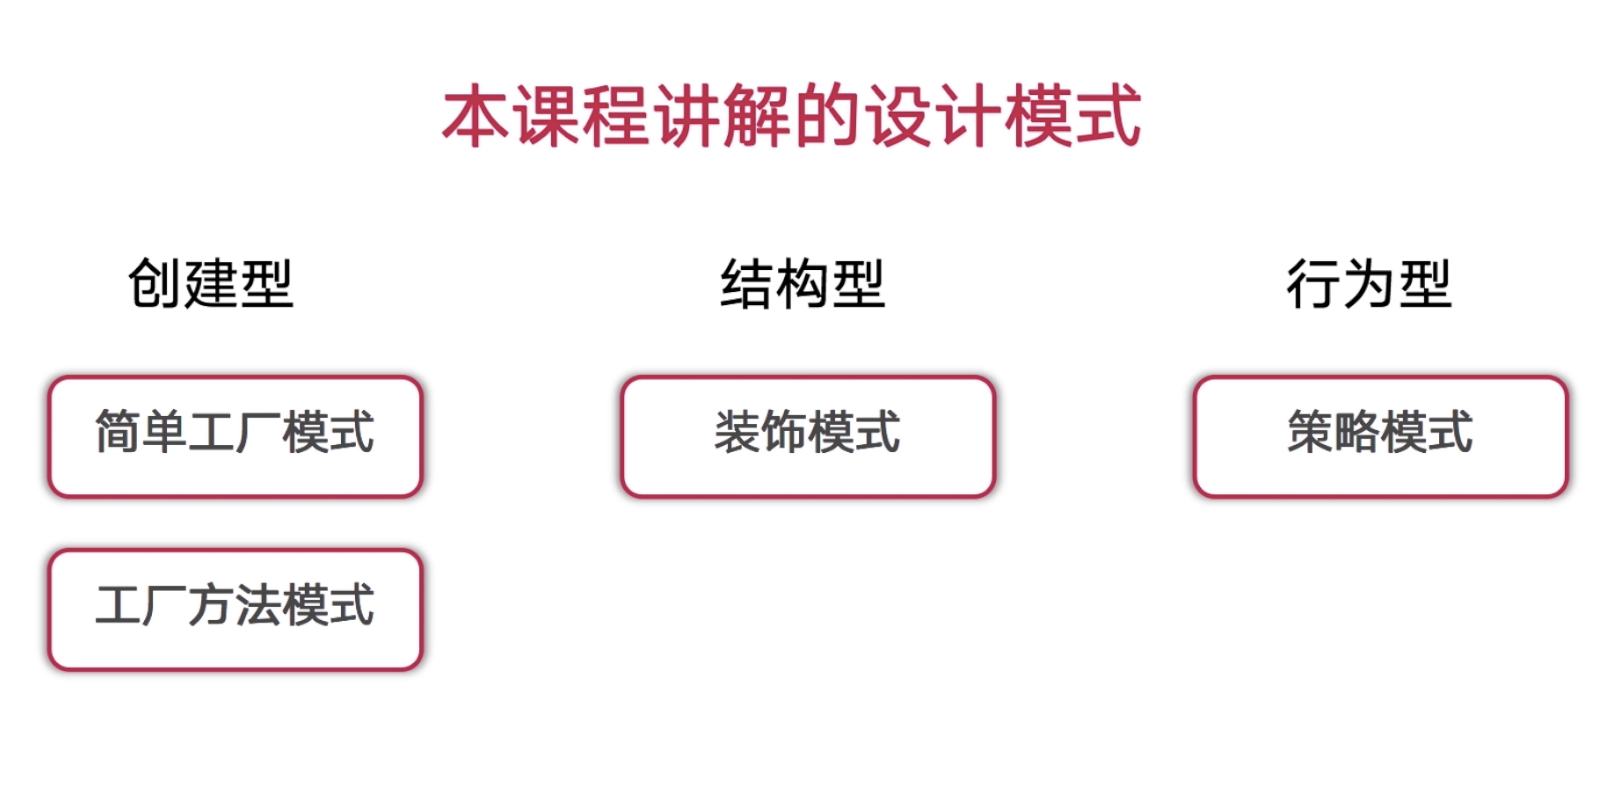 本课程讲解的设计模式
创建型
结构型
行为型
简单工厂模式
装饰模式
策略模式
工厂方法模式